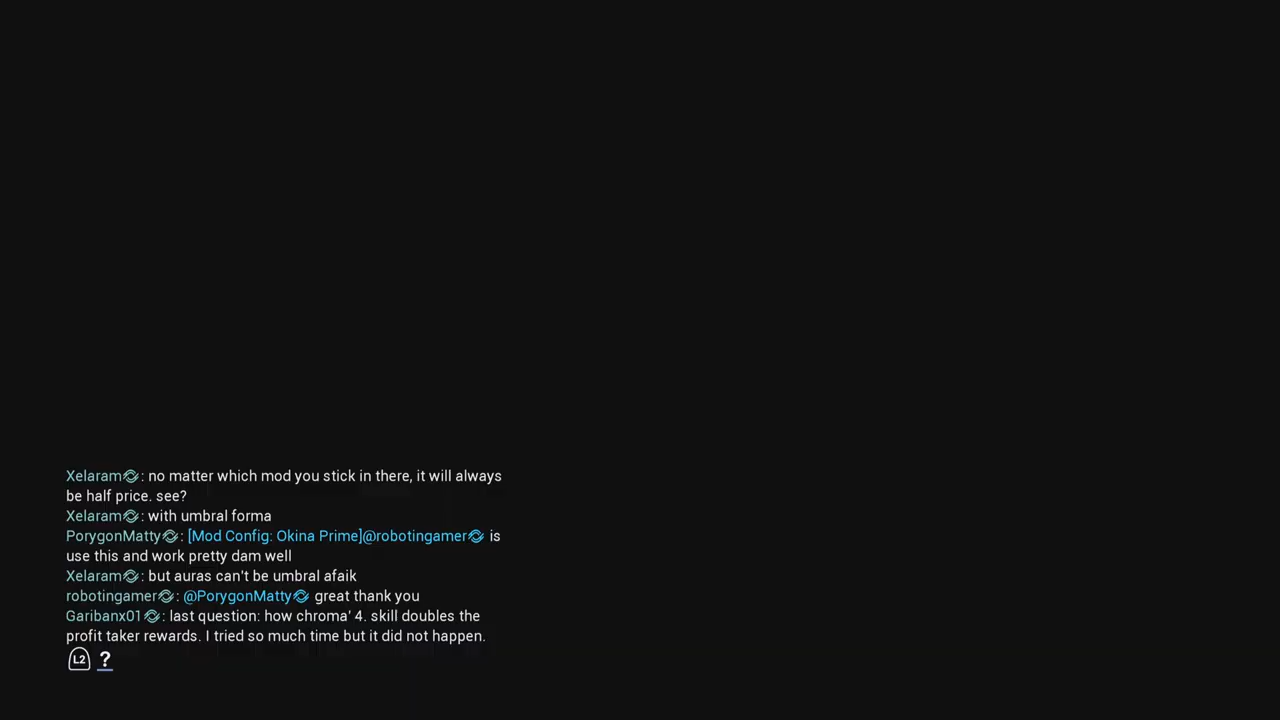 Xelaram: no matter which mod you stick in there, it will always
be half price. see?
Xelaram: with umbral forma
PorygonMatty: [Mod Config: Okina Prime]@robotingamer is
use this and work pretty dam well
Xelaram: but auras can't be umbral afaik
robotingamer: @PorygonMatty great thank you
Garibanx01: last question: how chroma' 4. skill doubles the
profit taker rewards. I tried so much time but it did not happen.
L2 ?